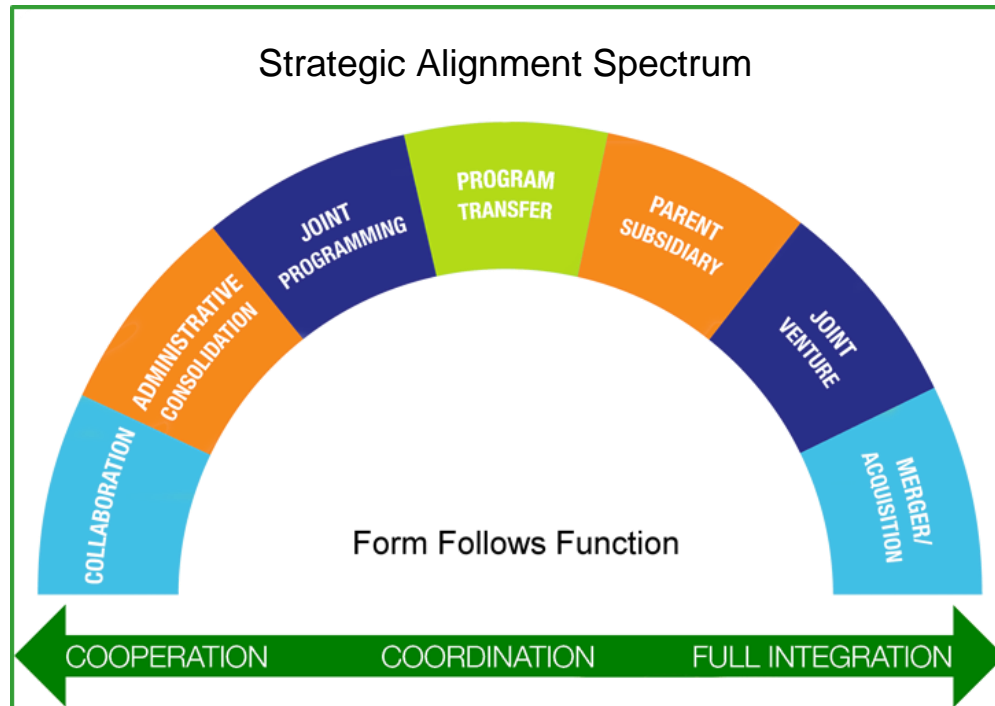 Strategic Alignment Spectrum
COLLABORATION
ADMINISTRATIVE
CONSOLIDATION
JOINT
PROGRAMMING
PROGRAM
TRANSFER
PARENT
SUBSIDIARY
JOINT
VENTURE
MERGER/
ACQUISITION
Form Follows Function
COOPERATION COORDINATION FULL INTEGRATION